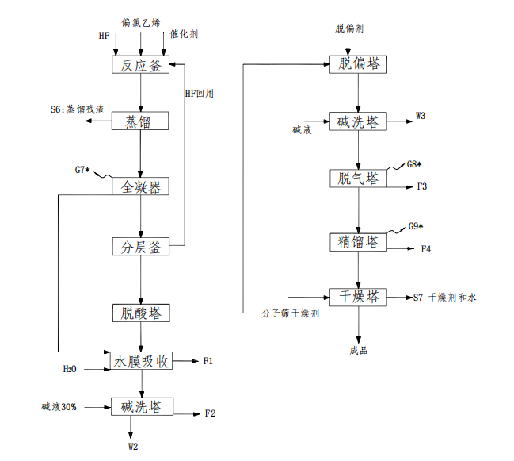 偏氯乙烯
HF
催化剂
反应釜
HF回用
S6:蒸馏残渣
蒸馏
G7*
全凝器
分层釜
脱酸塔
水膜吸收
F1
H2O
碱液30%
碱洗塔
F2
W2
脱偏剂
脱偏塔
碱液
碱洗塔
W3
脱气塔
G8*
F3
精馏塔
G9*
F4
分子筛干燥剂
干燥塔
S7 干燥剂和水
成品